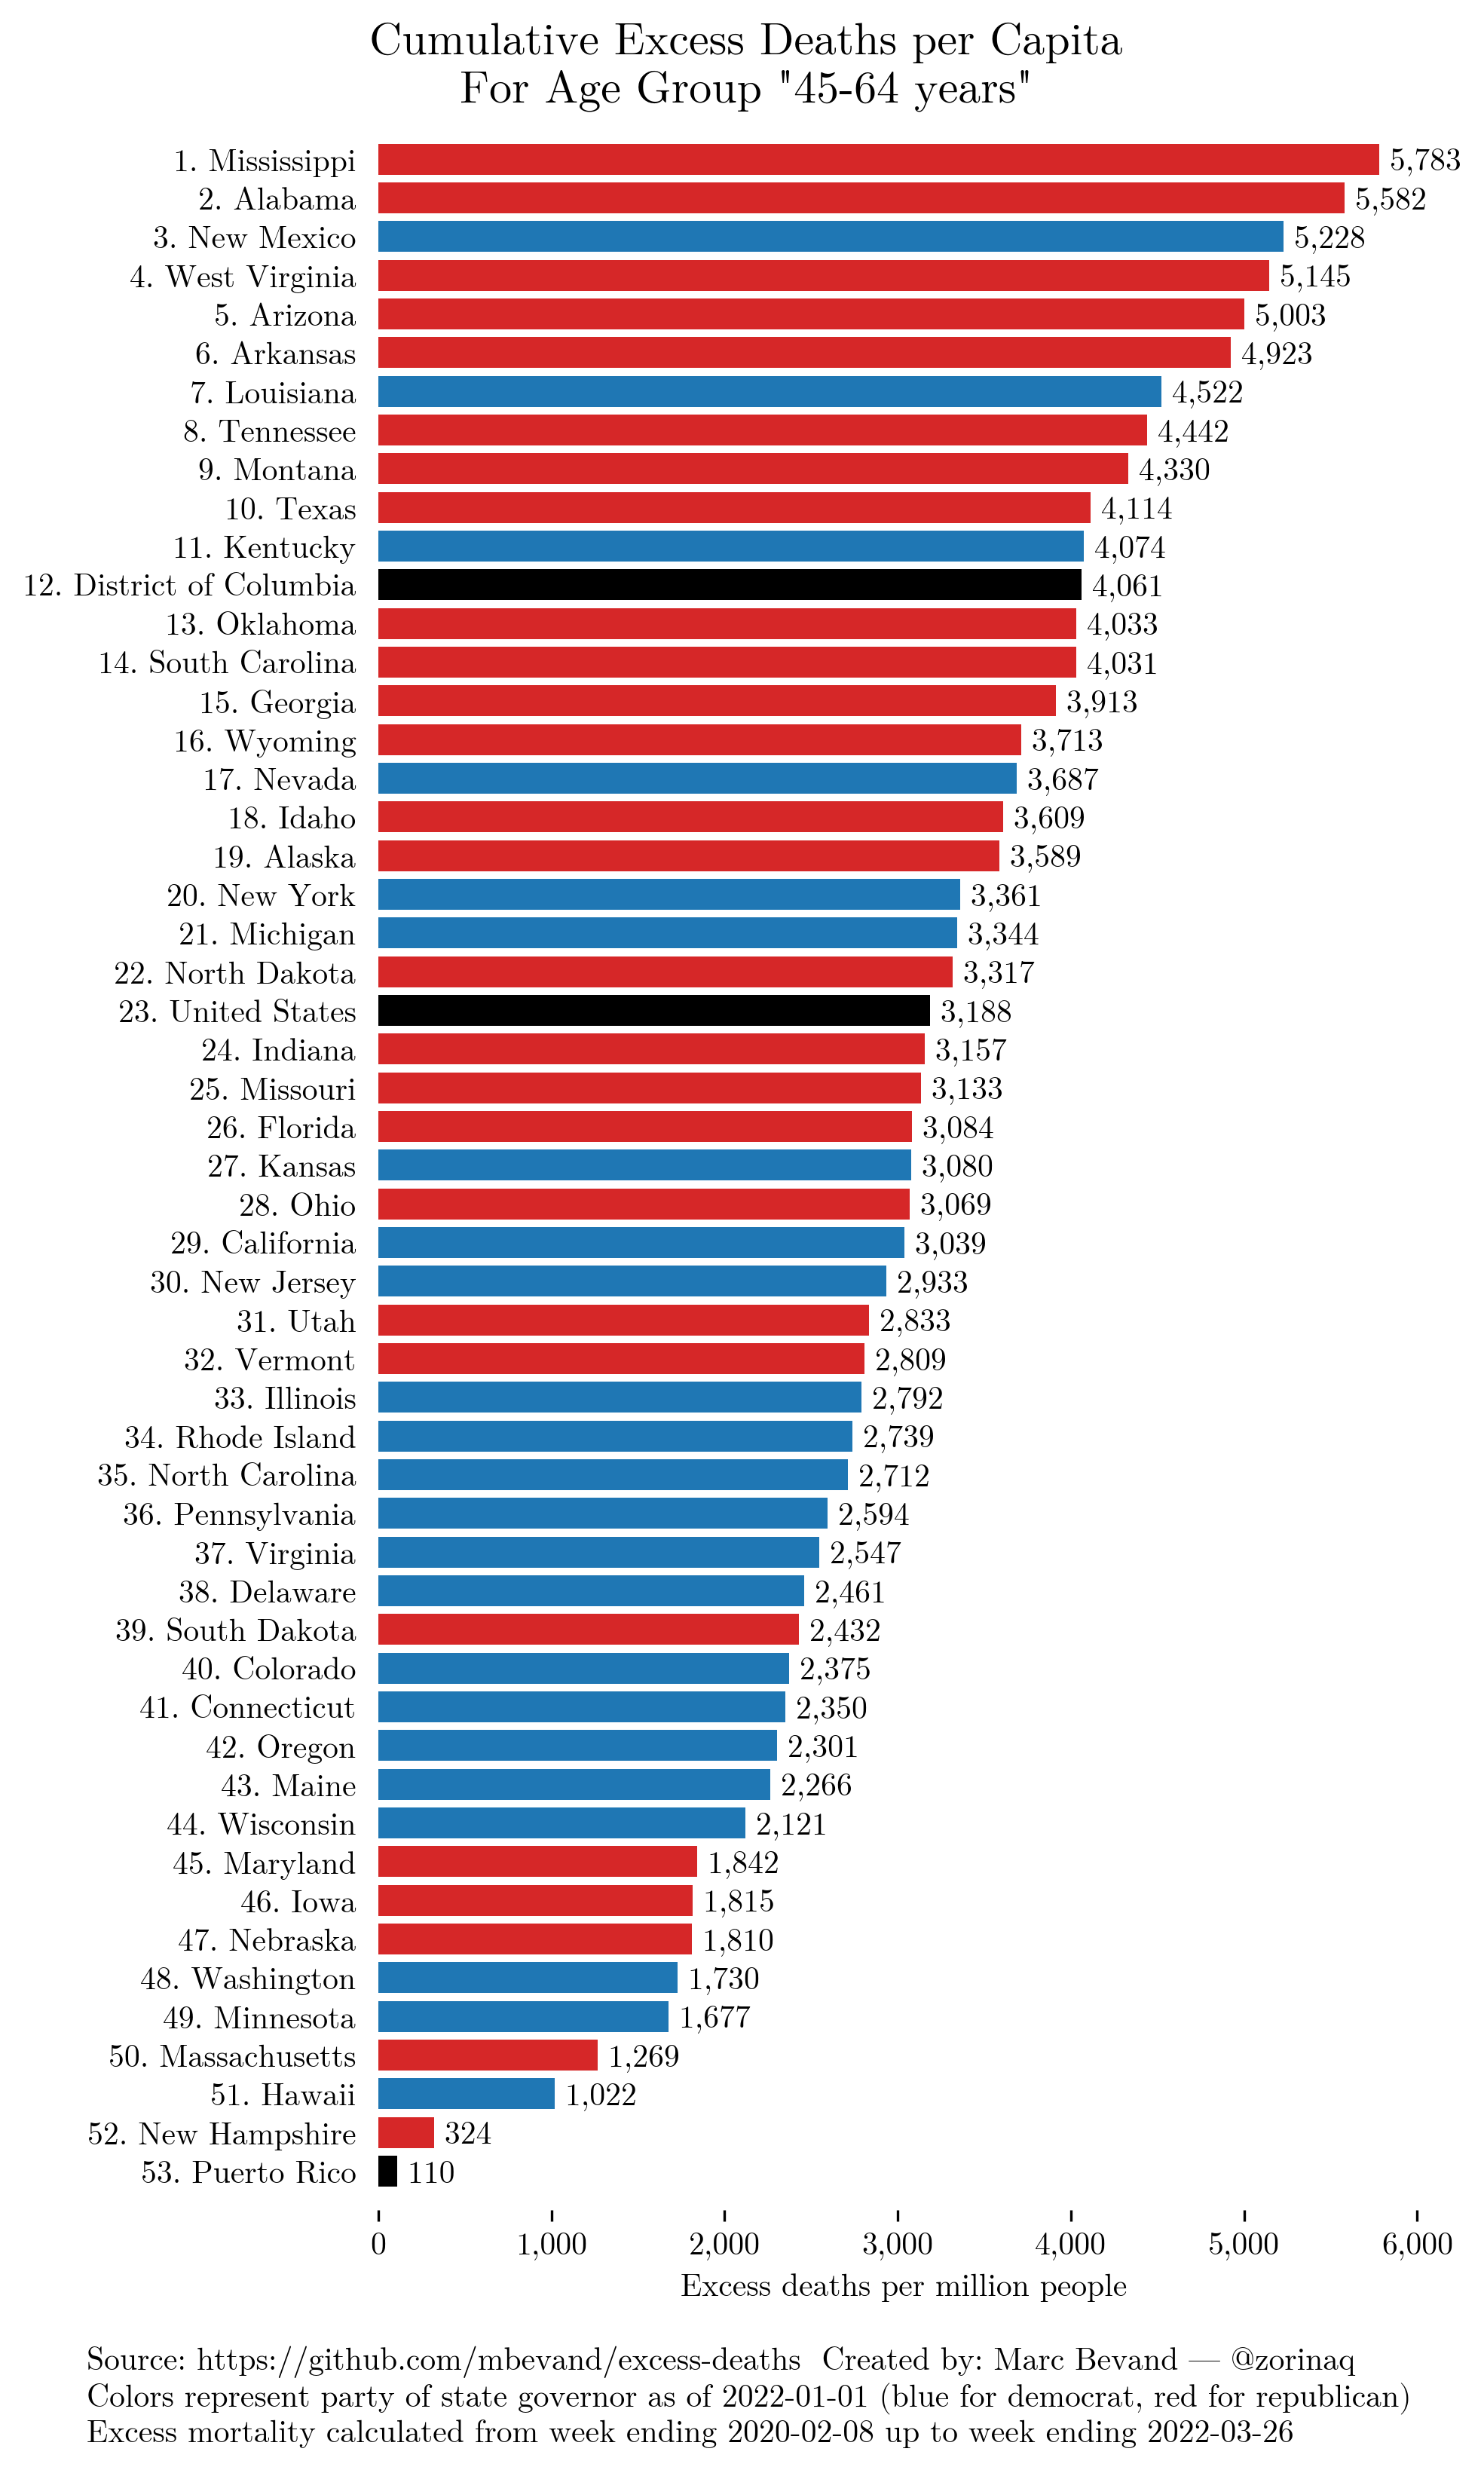 Cumulative Excess Deaths per Capita
For Age Group "45-64 years"
1. Mississippi 5,783
2. Alabama 5,582
3. New Mexico 5,228
4. West Virginia 5,145
5. Arizona 5,003
6. Arkansas 4,923
7. Louisiana 4,522
8. Tennessee 4,442
9. Montana 4,330
10. Texas 4,114
11. Kentucky 4,074
12. District of Columbia 4,061
13. Oklahoma 4,033
14. South Carolina 4,031
15. Georgia 3,913
16. Wyoming 3,713
17. Nevada 3,687
18. Idaho 3,609
19. Alaska 3,589
20. New York 3,361
21. Michigan 3,344
22. North Dakota 3,317
23. United States 3,188
24. Indiana 3,157
25. Missouri 3,133
26. Florida 3,084
27. Kansas 3,080
28. Ohio 3,069
29. California 3,039
30. New Jersey 2,933
31. Utah 2,833
32. Vermont 2,809
33. Illinois 2,792
34. Rhode Island 2,739
35. North Carolina 2,712
36. Pennsylvania 2,594
37. Virginia 2,547
38. Delaware 2,461
39. South Dakota 2,432
40. Colorado 2,375
41. Connecticut 2,350
42. Oregon 2,301
43. Maine 2,266
44. Wisconsin 2,121
45. Maryland 1,842
46. Iowa 1,815
47. Nebraska 1,810
48. Washington 1,730
49. Minnesota 1,677
50. Massachusetts 1,269
51. Hawaii 1,022
52. New Hampshire 324
53. Puerto Rico 110
0 1,000 2,000 3,000 4,000 5,000 6,000
Excess deaths per million people
Source: https://github.com/mbevand/excess-deaths Created by: Marc Bevand — @zorinaq
Colors represent party of state governor as of 2022-01-01 (blue for democrat, red for republican)
Excess mortality calculated from week ending 2020-02-08 up to week ending 2022-03-26